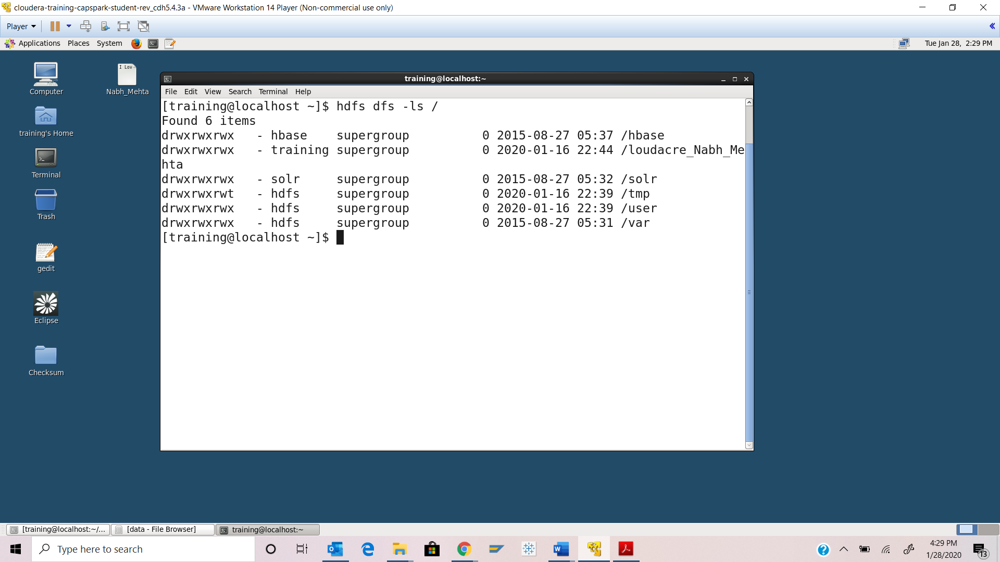 cloudera-training-capspark-student-rev_cdh5.4.3a - VMware Workstation 14 Player (Non-commercial use only)
Player
Applications Places System
Tue Jan 28, 2:29 PM
Computer
I Lov
Nabh_Mehta
training's Home
Terminal
Trash
gedit
Eclipse
Checksum
training@localhost:~
File Edit View Search Terminal Help
[training@localhost ~]$ hdfs dfs -ls /
Found 6 items
drwxrwxrwx   - hbase    supergroup          0 2015-08-27 05:37 /hbase
drwxrwxrwx   - training supergroup          0 2020-01-16 22:44 /loudacre_Nabh_Me
hta
drwxrwxrwx   - solr     supergroup          0 2015-08-27 05:32 /solr
drwxrwxrwt   - hdfs     supergroup          0 2020-01-16 22:39 /tmp
drwxrwxrwx   - hdfs     supergroup          0 2020-01-16 22:39 /user
drwxrwxrwx   - hdfs     supergroup          0 2015-08-27 05:31 /var
[training@localhost ~]$
[training@localhost:~/...
[data - File Browser]
training@localhost:~
Type here to search
4:29 PM
1/28/2020
13